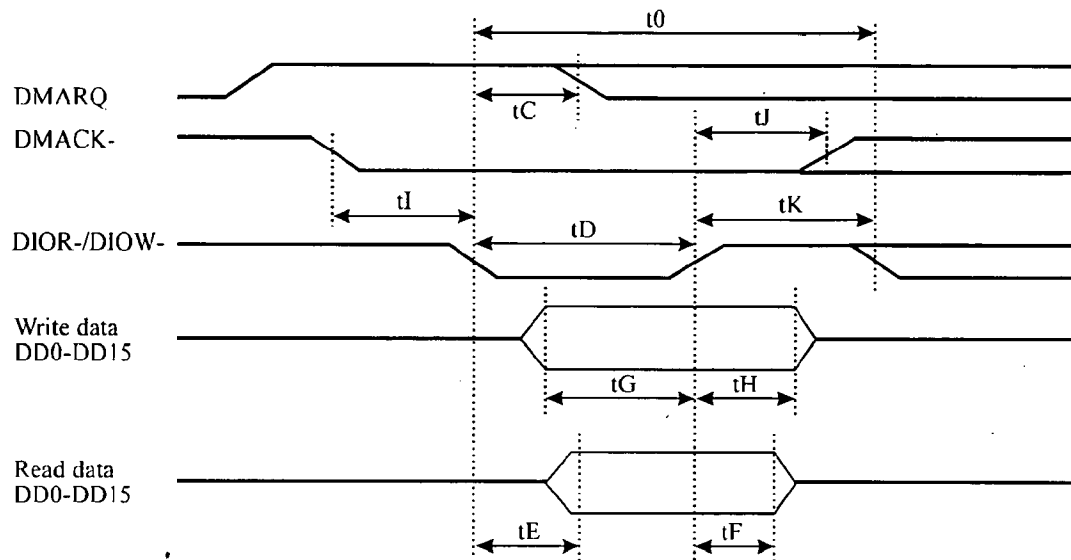 t0
DMARQ
tC
DMACK-
tJ
tI
tK
DIOR-/DIOW-
tD
Write data
DD0-DD15
tG
tH
Read data
DD0-DD15
tE
tF